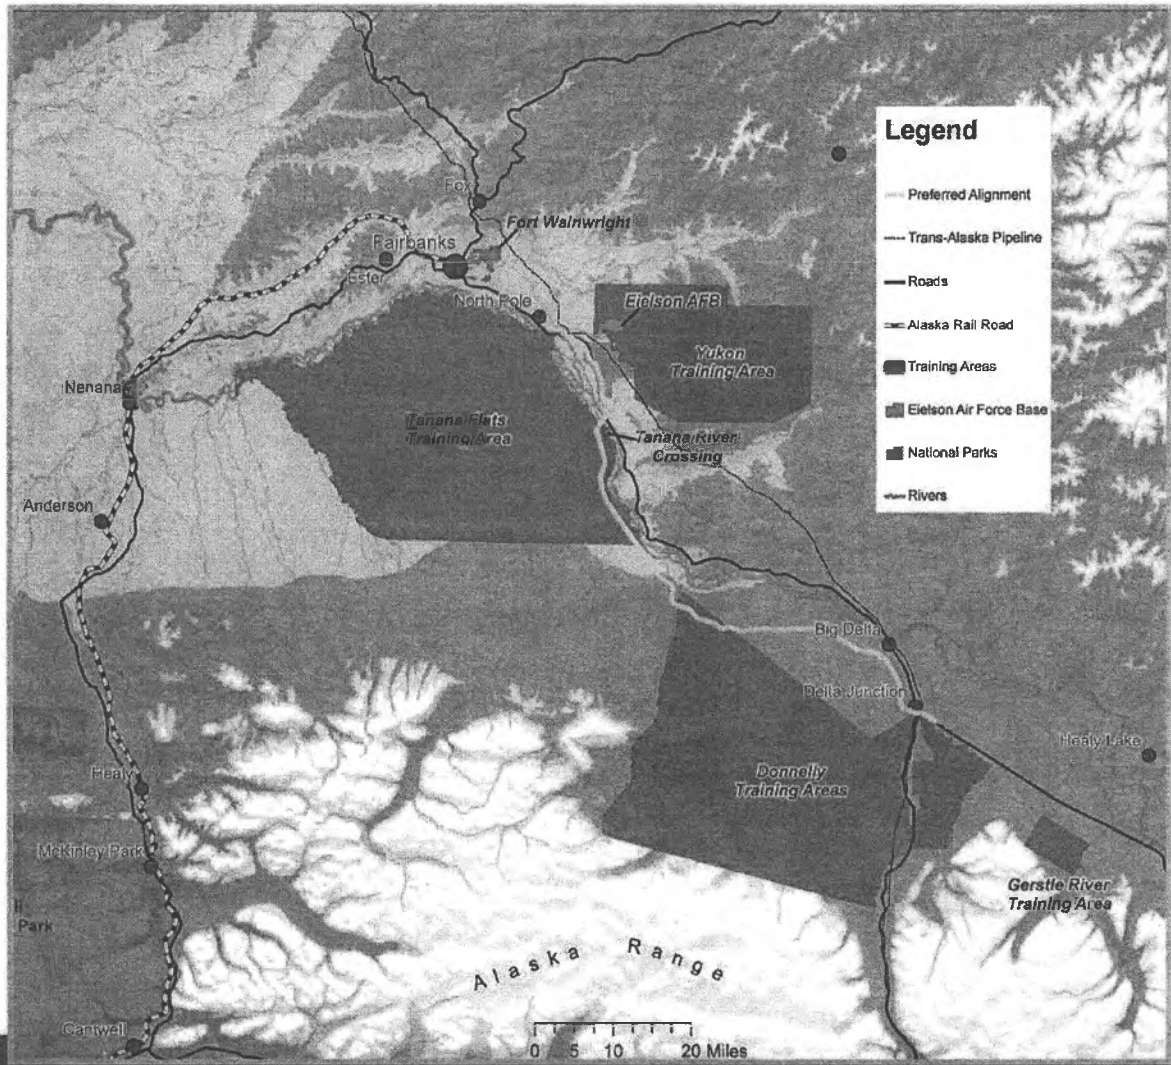 Legend
Preferred Alignment
Trans-Alaska Pipeline
Roads
Alaska Rail Road
Training Areas
Eielson Air Force Base
National Parks
Rivers
Fox
Fort Wainwright
Fairbanks
Ester
North Pole
Eielson AFB
Yukon
Training Area
Nenana
Tanana Flats
Training Area
Tanana River
Crossing
Anderson
Big Delta
Delta Junction
Healy Lake
Healy
Donnelly
Training Areas
McKinley Park
Gerstle River
Training Area
Park
Alaska Range
Cantwell
0 5 10 20 Miles